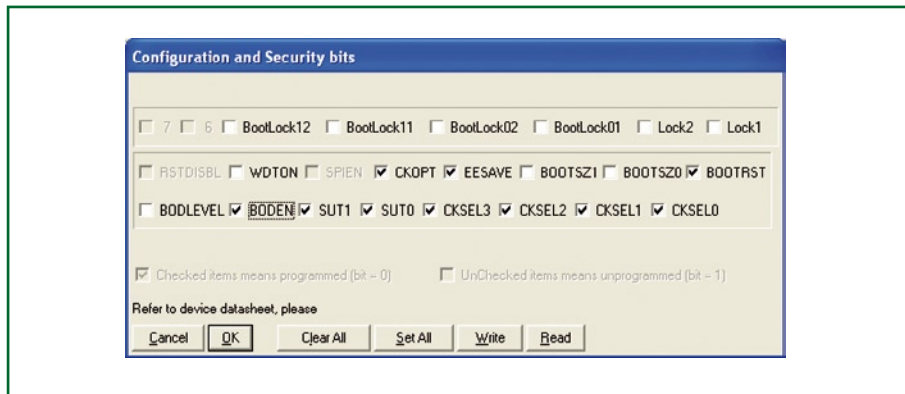 Configuration and Security bits
7 6 BootLock12 BootLock11 BootLock02 BootLock01 Lock2 Lock1
RSTDISBL WDTON SPIEN CKOPT EESAVE BOOTSZ1 BOOTSZ0 BOOTRST
BODLEVEL BODEN SUT1 SUT0 CKSEL3 CKSEL2 CKSEL1 CKSEL0
Checked items means programmed (bit = 0) UnChecked items means unprogrammed (bit = 1)
Refer to device datasheet, please
Cancel OK Clear All Set All Write Read